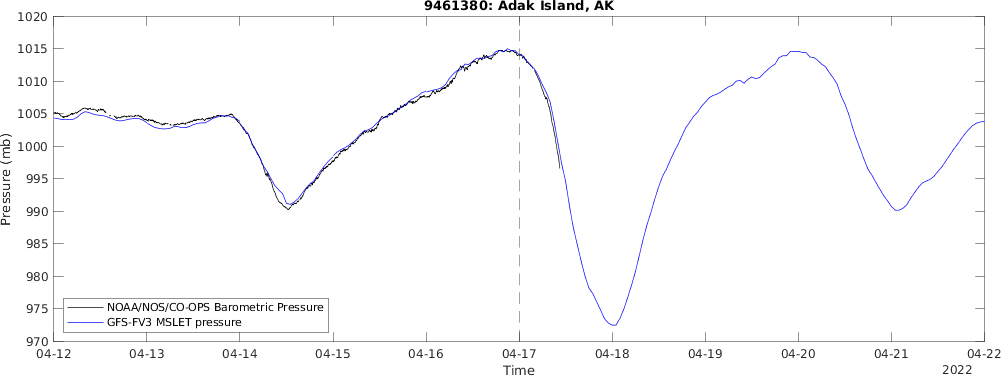 9461380: Adak Island, AK
1020
1015
1010
1005
1000
995
990
985
980
975
970
Pressure (mb)
NOAA/NOS/CO-OPS Barometric Pressure
GFS-FV3 MSLET pressure
04-12 04-13 04-14 04-15 04-16 04-17 04-18 04-19 04-20 04-21 04-22
Time
2022